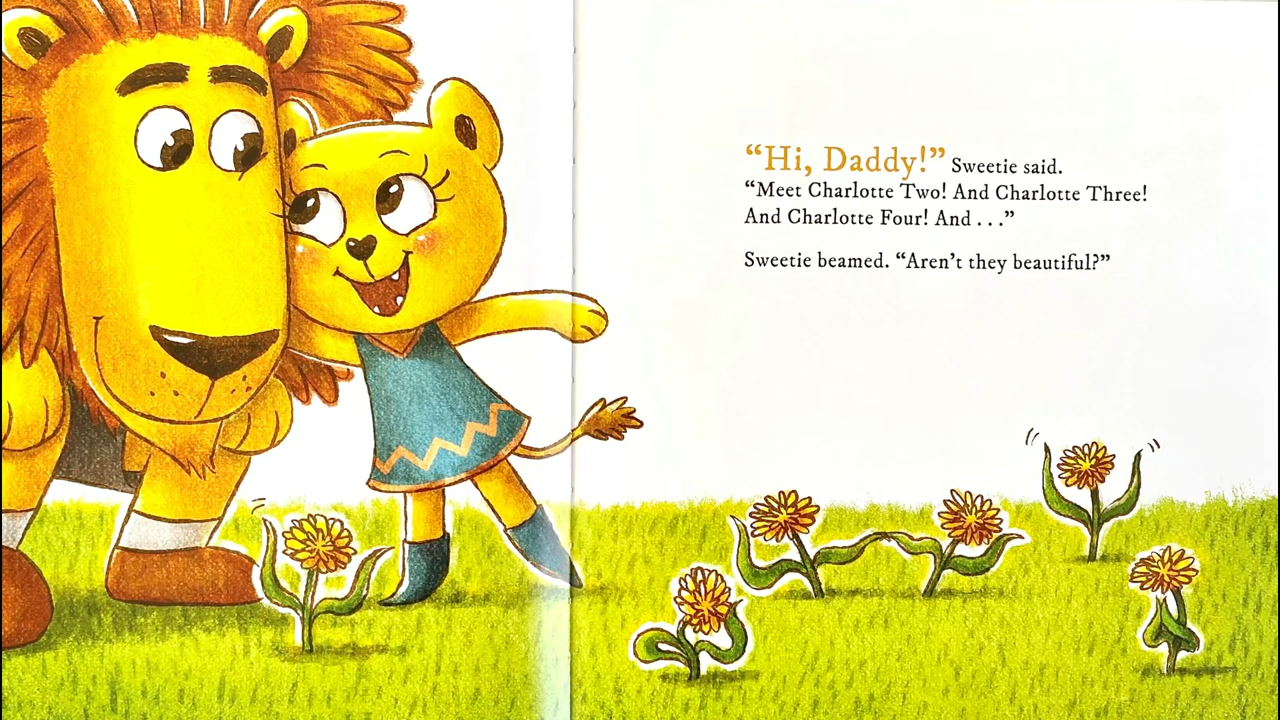 “Hi, Daddy!” Sweetie said.
“Meet Charlotte Two! And Charlotte Three!
And Charlotte Four! And . . .”
Sweetie beamed. “Aren’t they beautiful?”